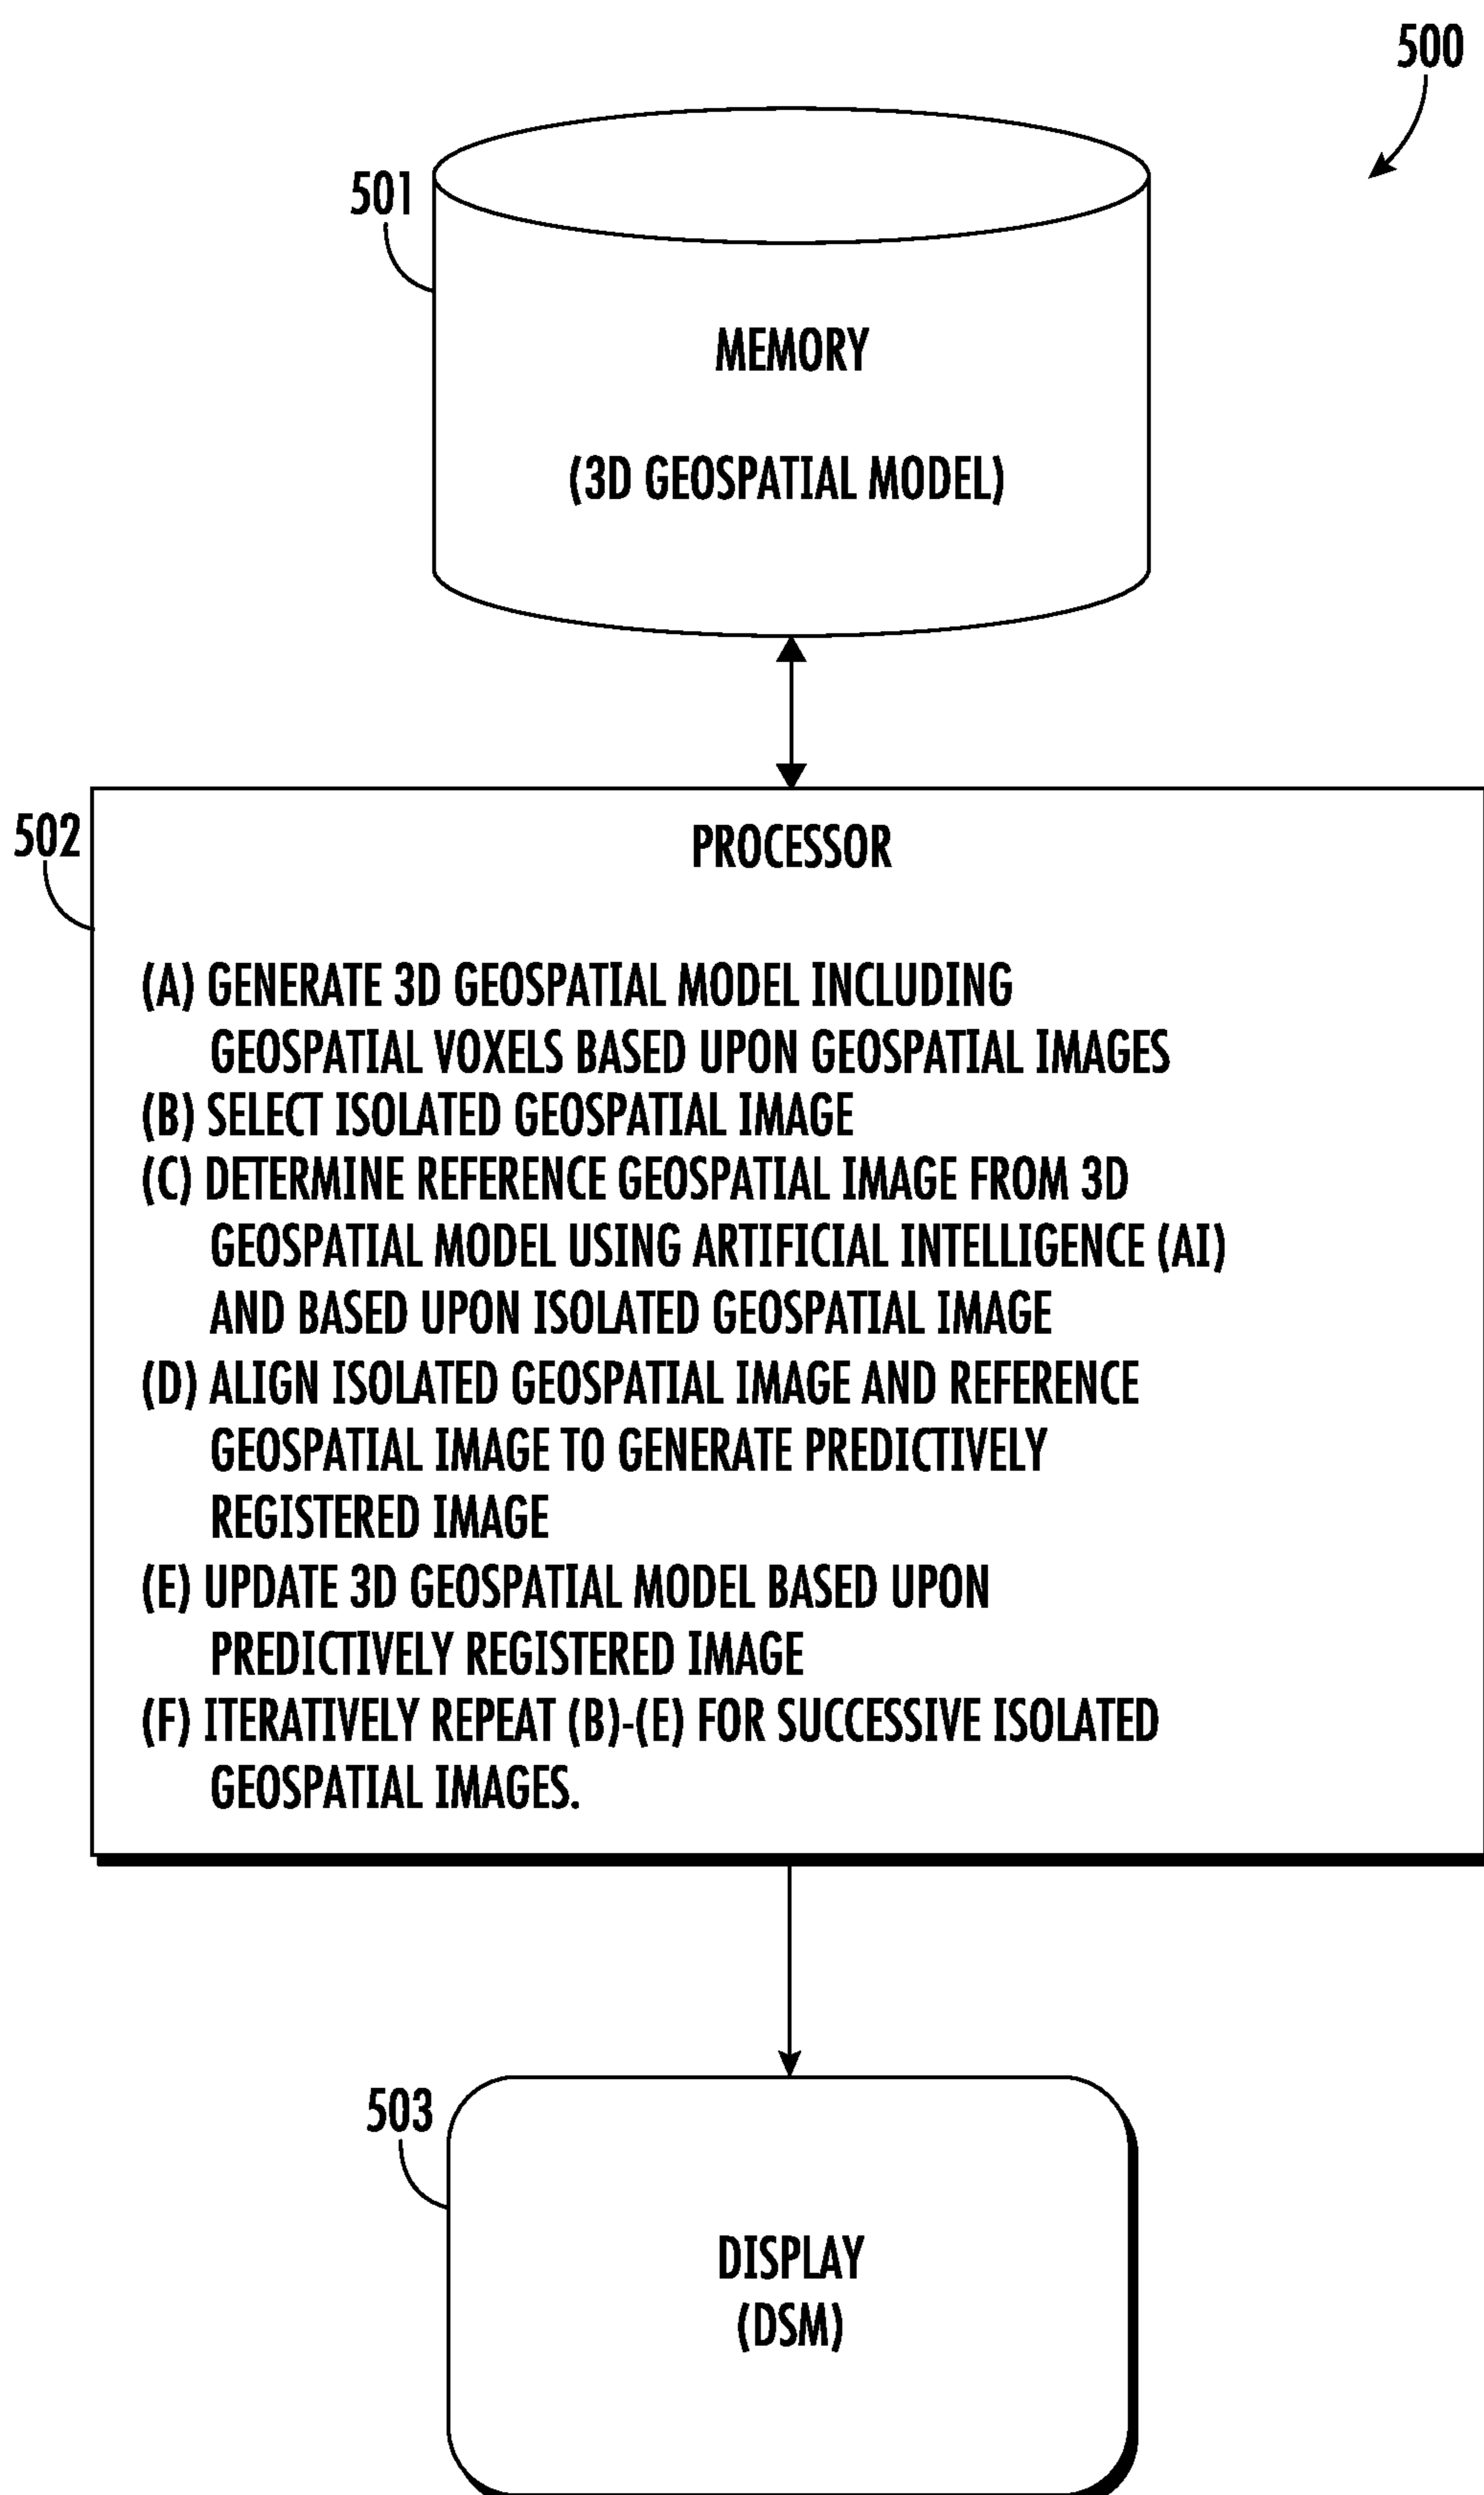 500
501
MEMORY
(3D GEOSPATIAL MODEL)
502
PROCESSOR
(A) GENERATE 3D GEOSPATIAL MODEL INCLUDING
GEOSPATIAL VOXELS BASED UPON GEOSPATIAL IMAGES
(B) SELECT ISOLATED GEOSPATIAL IMAGE
(C) DETERMINE REFERENCE GEOSPATIAL IMAGE FROM 3D
GEOSPATIAL MODEL USING ARTIFICIAL INTELLIGENCE (AI)
AND BASED UPON ISOLATED GEOSPATIAL IMAGE
(D) ALIGN ISOLATED GEOSPATIAL IMAGE AND REFERENCE
GEOSPATIAL IMAGE TO GENERATE PREDICTIVELY
REGISTERED IMAGE
(E) UPDATE 3D GEOSPATIAL MODEL BASED UPON
PREDICTIVELY REGISTERED IMAGE
(F) ITERATIVELY REPEAT (B)-(E) FOR SUCCESSIVE ISOLATED
GEOSPATIAL IMAGES.
503
DISPLAY
(DSM)